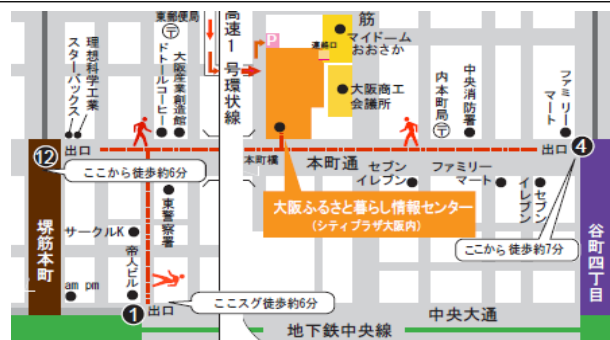 東郵便局
〒
高速1号環状線
P
連絡口
筋
マイドーム
おおさか
大阪商工
会議所
理想科学工業
スターバックス
ドトールコーヒー
大阪産業創造館
内本町局
〒
中央消防署
ファミリー
マート
⑫
出口
ここから徒歩約6分
本町橋
本町通
セブン
イレブン
ファミリー
マート
セブン
イレブン
出口
❹
ここから徒歩約7分
大阪ふるさと暮らし情報センター
(シティプラザ大阪内)
堺筋本町
東警察署
サークルK
帝人ビル
am pm
❶
出口
ここスグ徒歩約6分
谷町四丁目
中央大通
地下鉄中央線